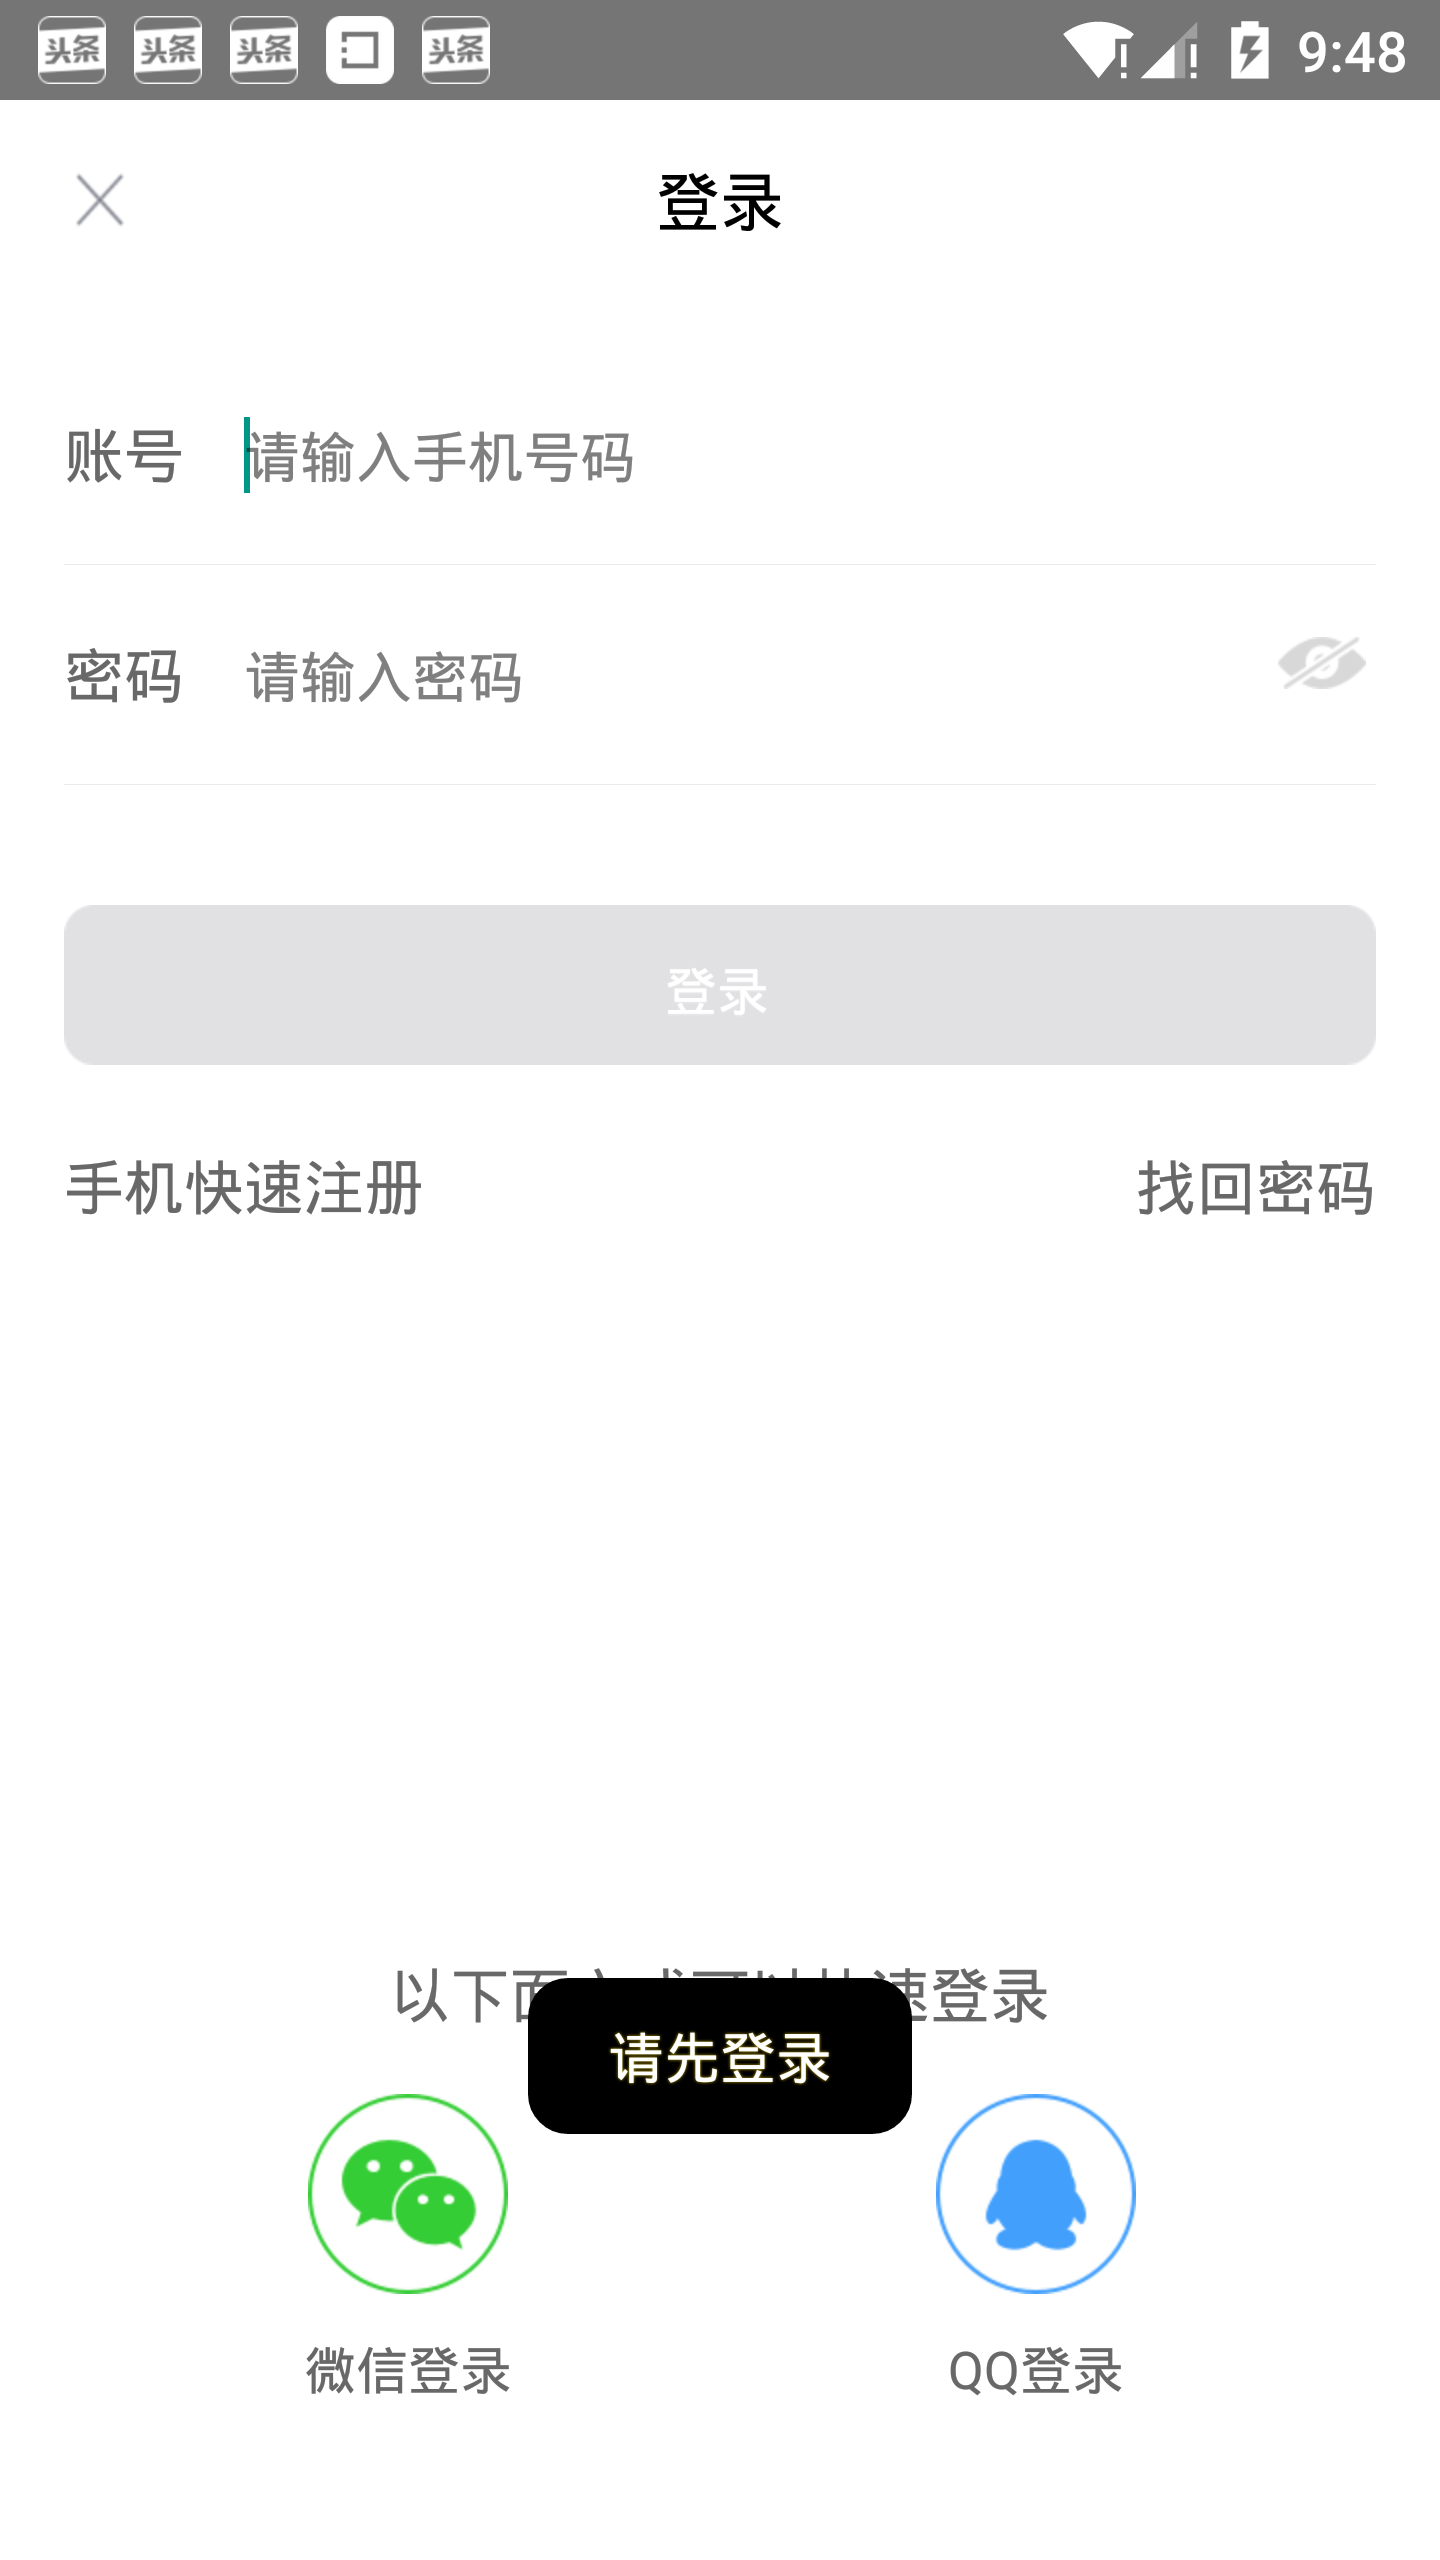 头条 头条 头条 头条 9:48
登录
账号 请输入手机号码
密码 请输入密码
登录
手机快速注册 找回密码
以下 速登录
请先登录
微信登录 QQ登录